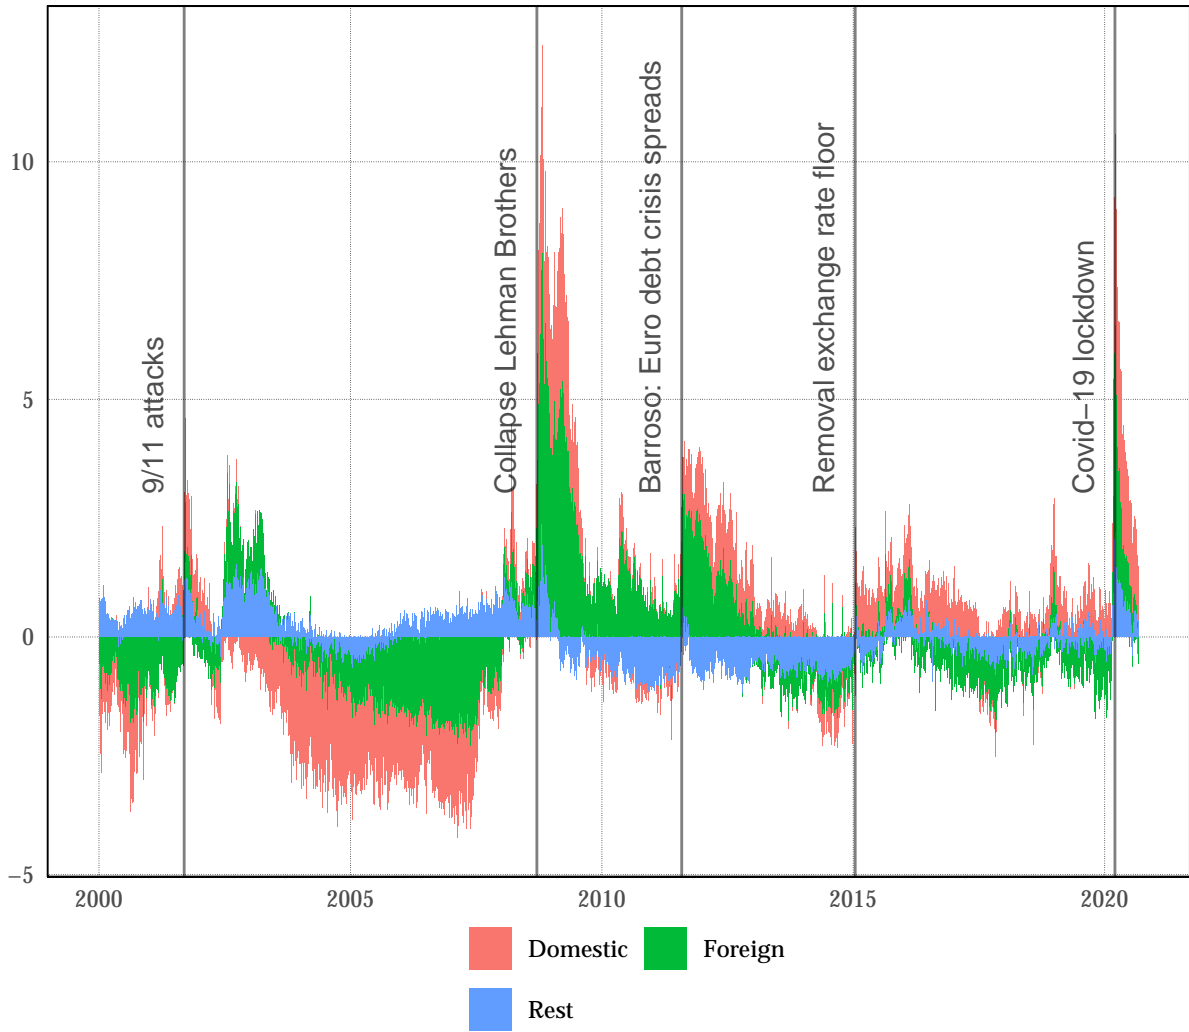 10
5
0
−5
9/11 attacks
Collapse Lehman Brothers
Barroso: Euro debt crisis spreads
Removal exchange rate floor
Covid−19 lockdown
2000
2005
2010
2015
2020
Domestic
Foreign
Rest